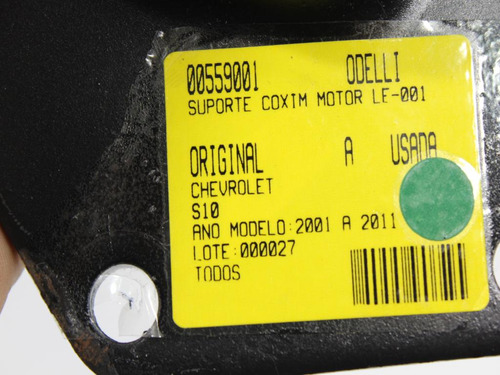 00559001 ODELLI
SUPORTE COXIM MOTOR LE-001
ORIGINAL A USADA
CHEVROLET
S10
ANO MODELO:2001 A 2011
LOTE:000027
TODOS